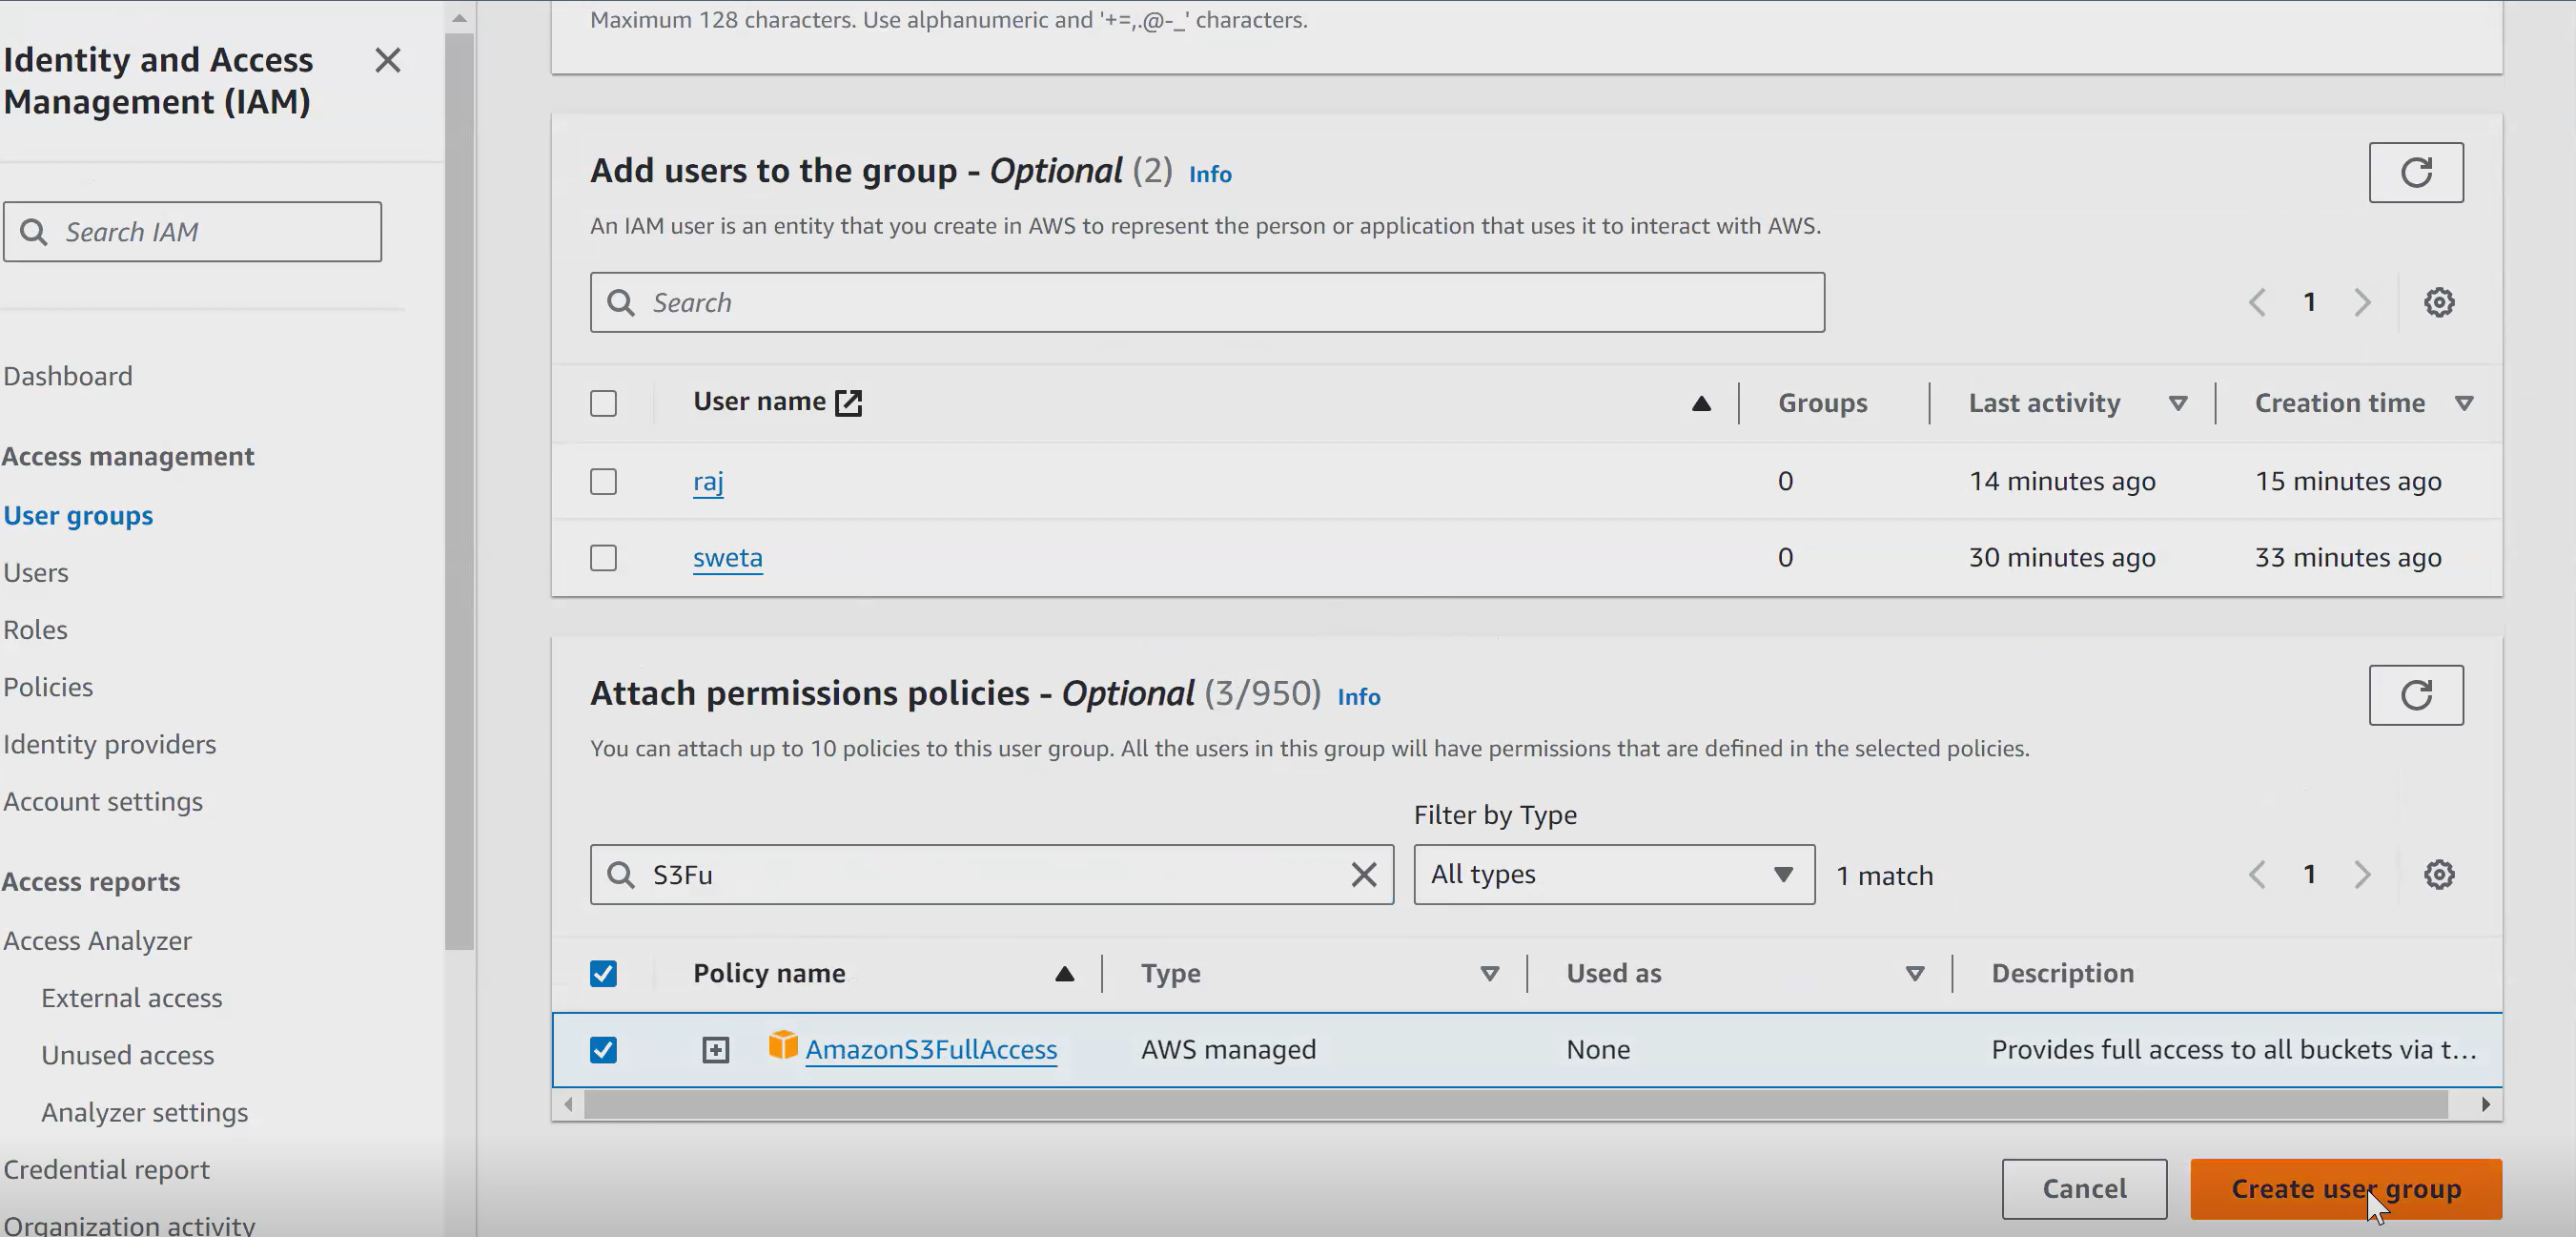 Identity and Access
Management (IAM)
Search IAM
Dashboard
Access management
User groups
Users
Roles
Policies
Identity providers
Account settings
Access reports
Access Analyzer
External access
Unused access
Analyzer settings
Credential report
Organization activity
Maximum 128 characters. Use alphanumeric and '+=,.@-_' characters.
Add users to the group - Optional (2) Info
An IAM user is an entity that you create in AWS to represent the person or application that uses it to interact with AWS.
Search
1
User name Groups Last activity Creation time
raj 0 14 minutes ago 15 minutes ago
sweta 0 30 minutes ago 33 minutes ago
Attach permissions policies - Optional (3/950) Info
You can attach up to 10 policies to this user group. All the users in this group will have permissions that are defined in the selected policies.
Filter by Type
S3Fu All types 1 match 1
Policy name Type Used as Description
AmazonS3FullAccess AWS managed None Provides full access to all buckets via t...
Cancel Create user group